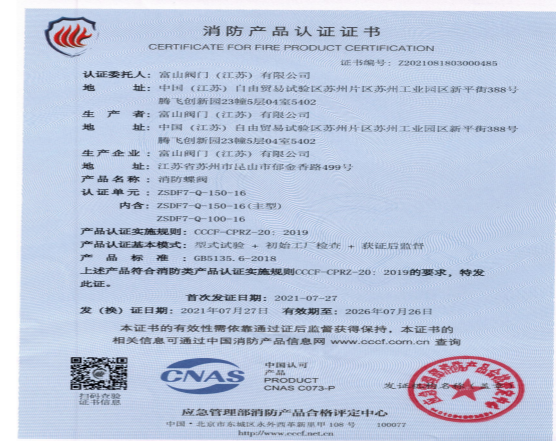 消防产品认证证书
CERTIFICATE FOR FIRE PRODUCT CERTIFICATION
证书编号: Z2021081803000485
认证委托人: 富山阀门（江苏）有限公司
地 址: 中国（江苏）自由贸易试验区苏州片区苏州工业园区新平街388号
腾飞创新园23幢5层04室5402
生 产 者: 富山阀门（江苏）有限公司
地 址: 中国（江苏）自由贸易试验区苏州片区苏州工业园区新平街388号
腾飞创新园23幢5层04室5402
生产企业: 富山阀门（江苏）有限公司
地 址: 江苏省苏州市昆山市郁金香路499号
产品名称: 消防蝶阀
认证单元: ZSDF7-Q-150-16
内含: ZSDF7-Q-150-16(主型)
ZSDF7-Q-100-16
产品认证实施规则: CCCF-CPRZ-20: 2019
产品认证基本模式: 型式试验 + 初始工厂检查 + 获证后监督
产 品 标 准: GB5135.6-2018
上述产品符合消防类产品认证实施规则CCCF-CPRZ-20: 2019的要求，特发
此证。
首次发证日期: 2021-07-27
发（换）证日期: 2021年07月27日 有效期至: 2026年07月26日
本证书的有效性需依靠通过证后监督获得保持，本证书的
相关信息可通过中国消防产品信息网 www.cccf.com.cn 查询
扫码查验
证书信息
CNAS
中国认可
产品
PRODUCT
CNAS C073-P
发证机构名称（盖章）
应急管理部消防产品合格评定中心
中国·北京市东城区永外西革新里甲108号 100077
http://www.cccf.net.cn